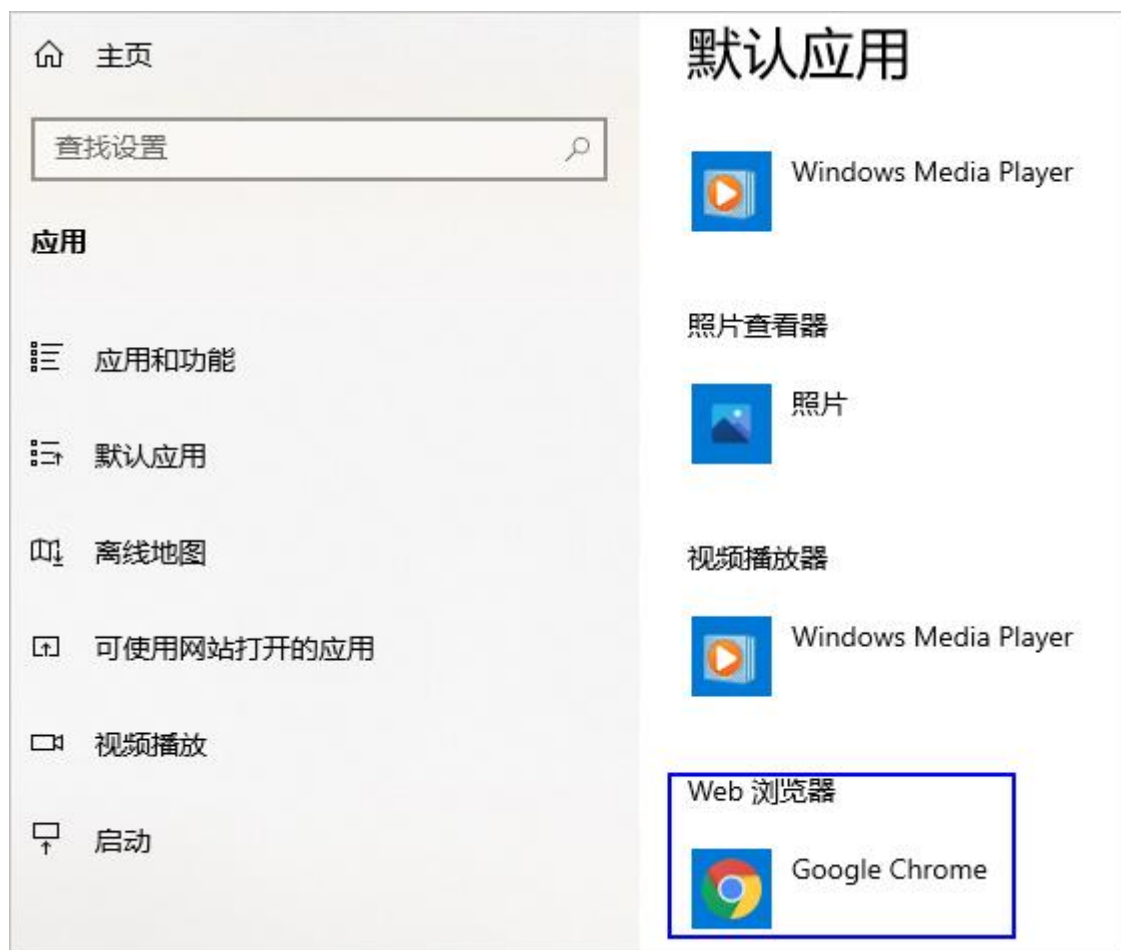 主页
查找设置
应用
应用和功能
默认应用
离线地图
可使用网站打开的应用
视频播放
启动
默认应用
Windows Media Player
照片查看器
照片
视频播放器
Windows Media Player
Web 浏览器
Google Chrome